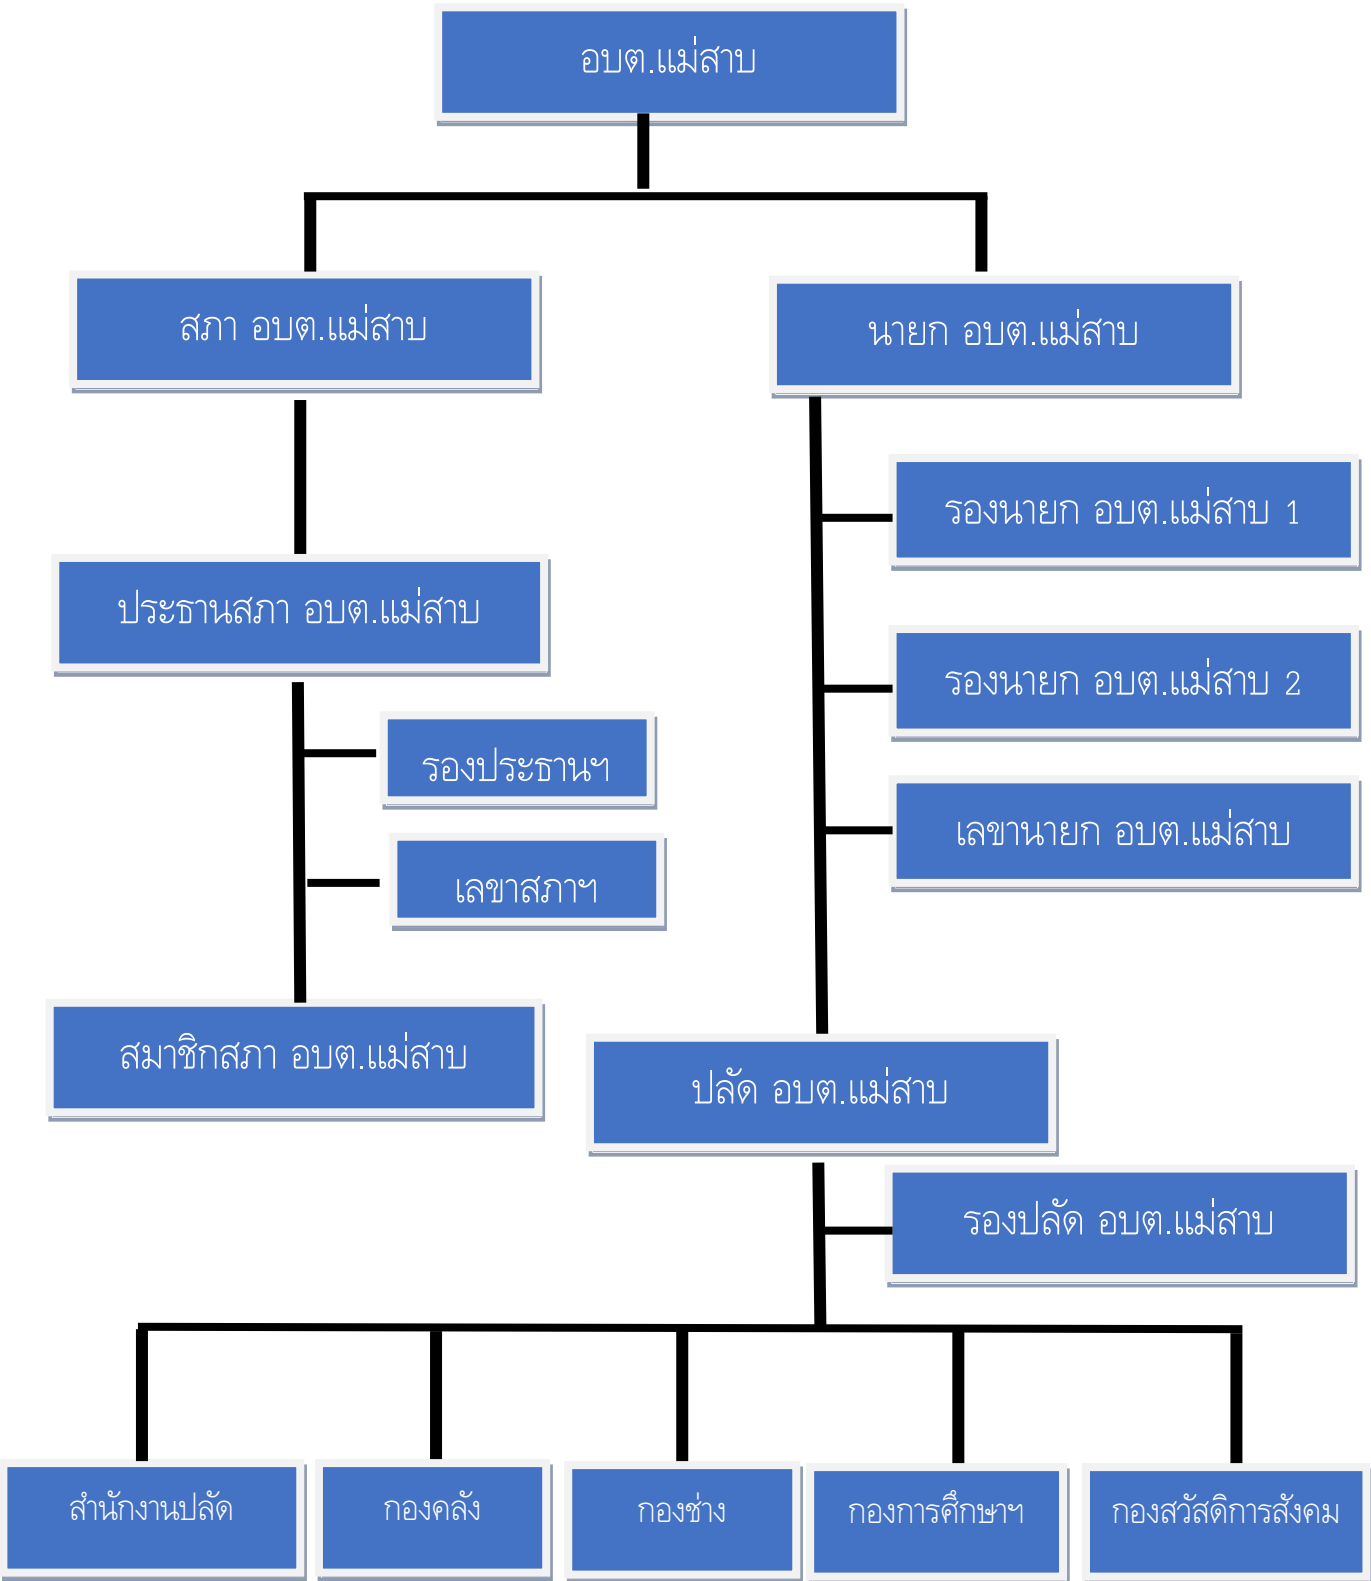 อบต.แม่สาบ
สภา อบต.แม่สาบ
นายก อบต.แม่สาบ
รองนายก อบต.แม่สาบ 1
ประธานสภา อบต.แม่สาบ
รองนายก อบต.แม่สาบ 2
รองประธานฯ
เลขานายก อบต.แม่สาบ
เลขาสภาฯ
สมาชิกสภา อบต.แม่สาบ
ปลัด อบต.แม่สาบ
รองปลัด อบต.แม่สาบ
สำนักงานปลัด
กองคลัง
กองช่าง
กองการศึกษาฯ
กองสวัสดิการสังคม